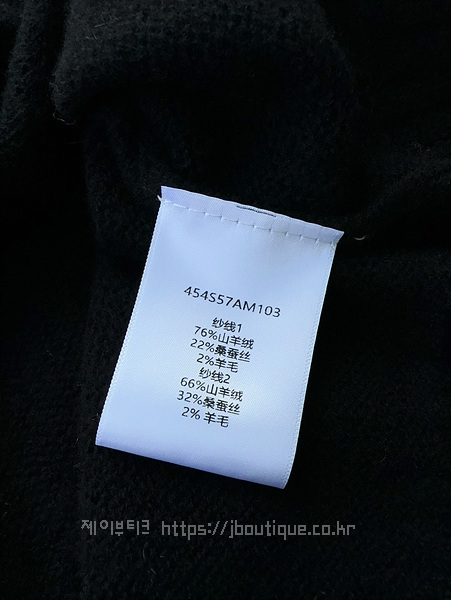 454S57AM103
纱线1
76%山羊绒
22%桑蚕丝
2%羊毛
纱线2
66%山羊绒
32%桑蚕丝
2% 羊毛
제이부티크 https://jboutique.co.kr